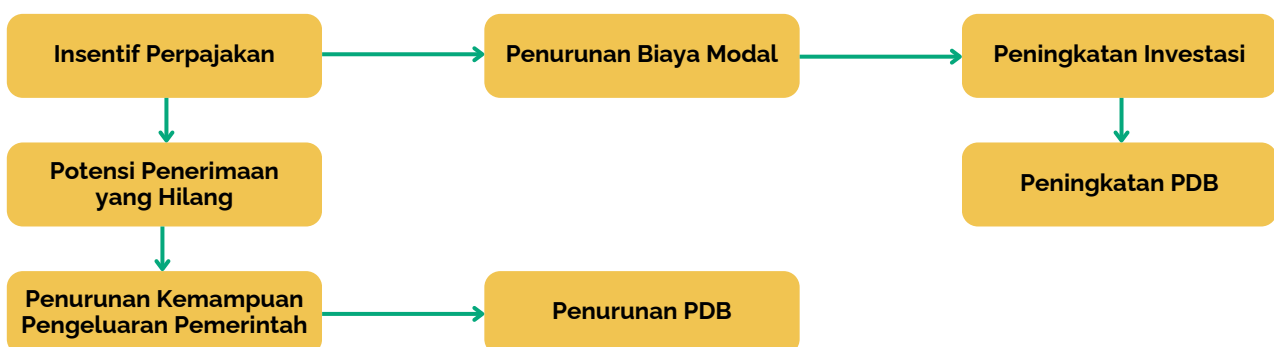 Insentif Perpajakan
Penurunan Biaya Modal
Peningkatan Investasi
Potensi Penerimaan
yang Hilang
Peningkatan PDB
Penurunan Kemampuan
Pengeluaran Pemerintah
Penurunan PDB